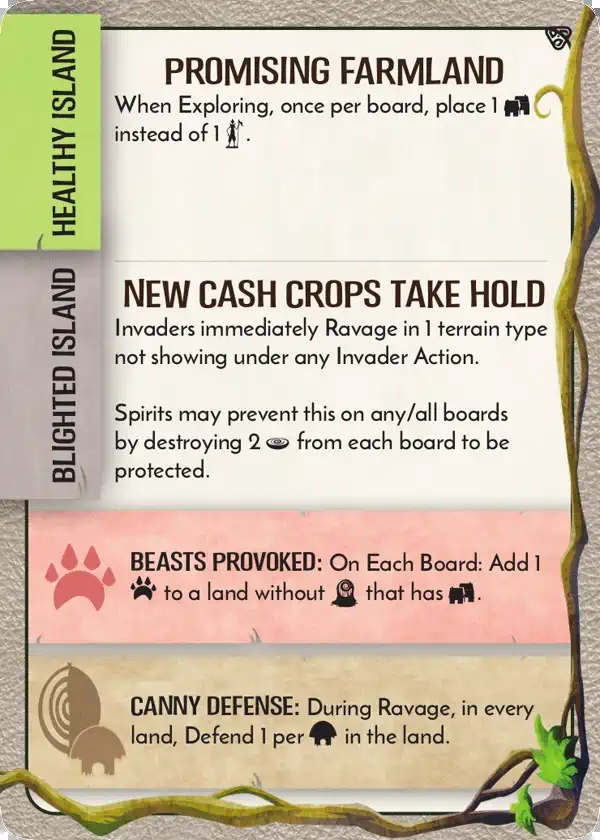 HEALTHY ISLAND
PROMISING FARMLAND
When Exploring, once per board, place 1
instead of 1 .
BLIGHTED ISLAND
NEW CASH CROPS TAKE HOLD
Invaders immediately Ravage in 1 terrain type
not showing under any Invader Action.
Spirits may prevent this on any/all boards
by destroying 2 from each board to be
protected.
BEASTS PROVOKED: On Each Board: Add 1
to a land without that has .
CANNY DEFENSE: During Ravage, in every
land, Defend 1 per in the land.